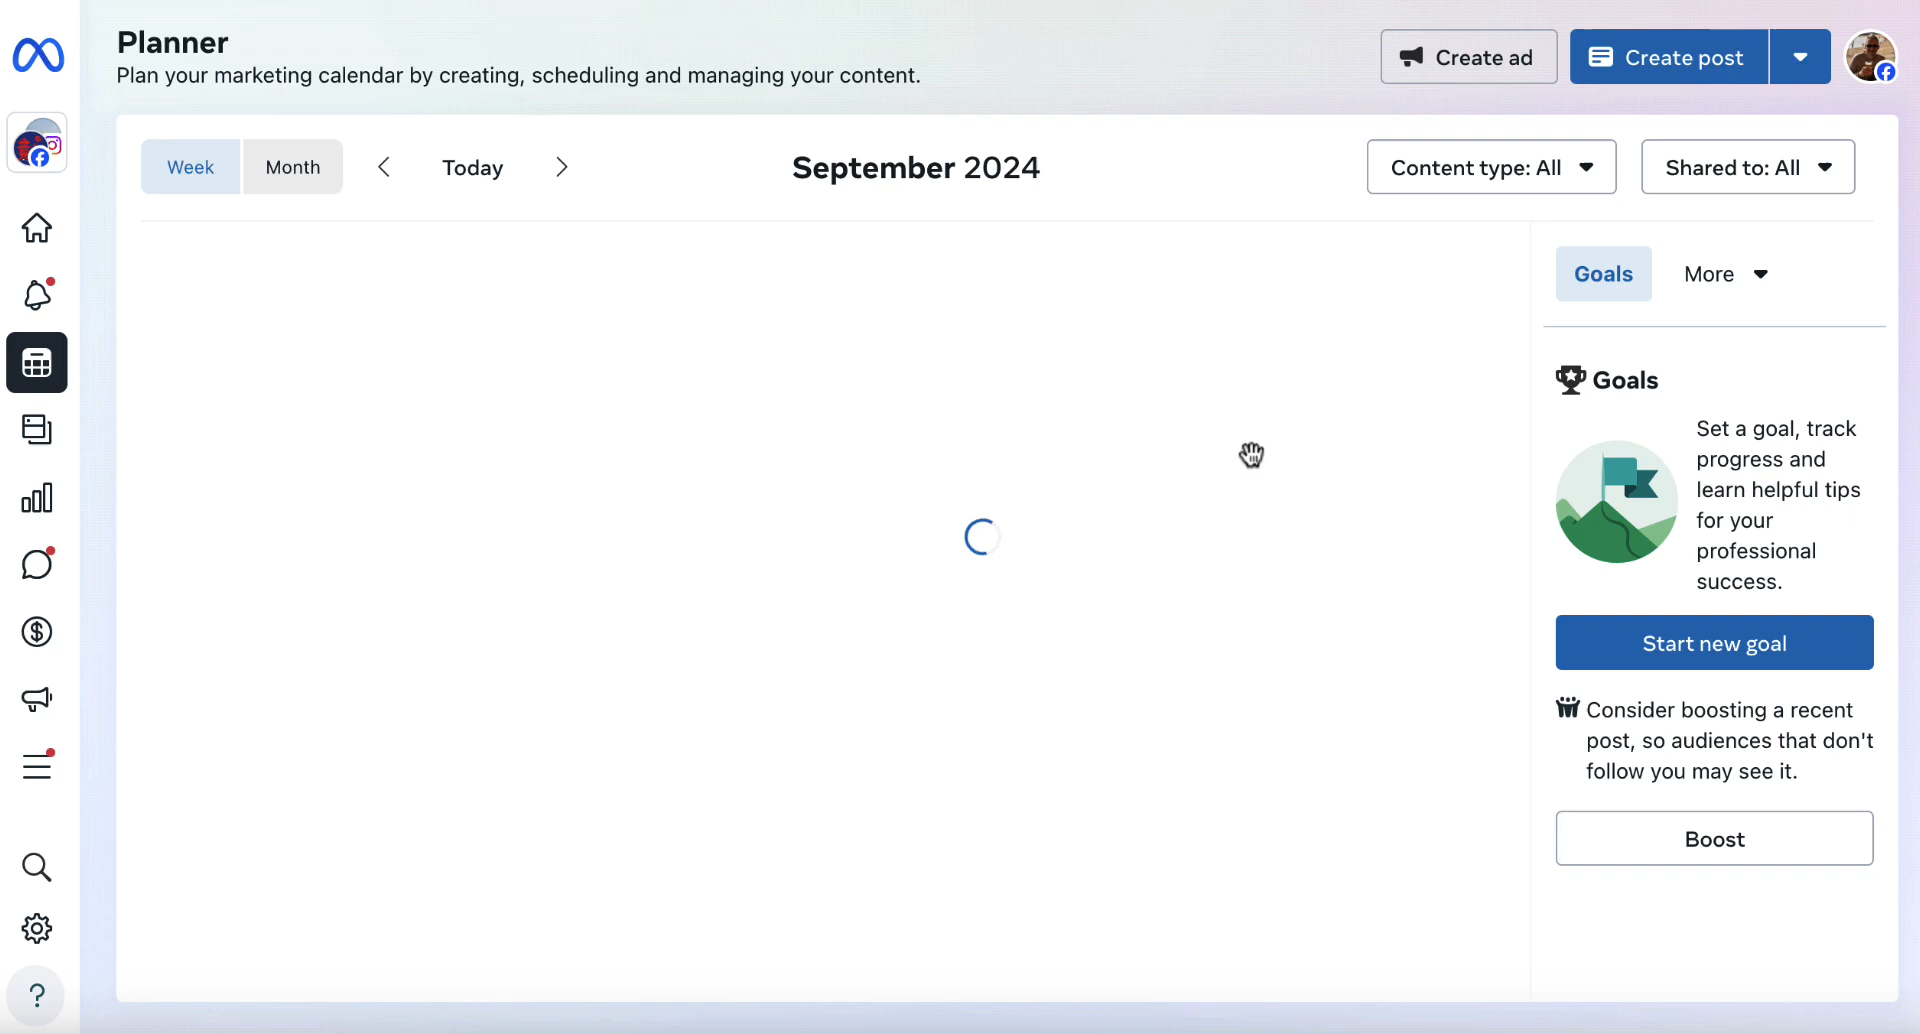 Planner
Plan your marketing calendar by creating, scheduling and managing your content.
Create ad
Create post
Week
Month
Today
September 2024
Content type: All
Shared to: All
Goals
More
Goals
Set a goal, track
progress and
learn helpful tips
for your
professional
success.
Start new goal
Consider boosting a recent
post, so audiences that don't
follow you may see it.
Boost
?